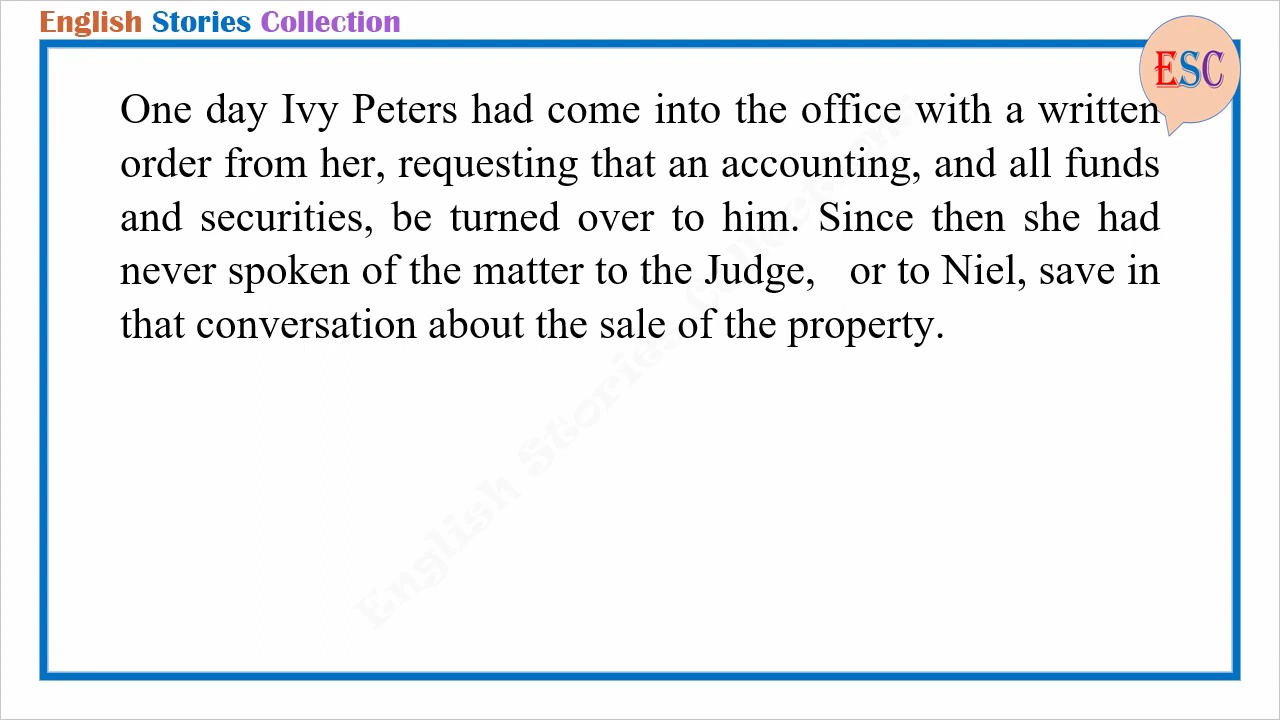 English Stories Collection
ESC
One day Ivy Peters had come into the office with a written
order from her, requesting that an accounting, and all funds
and securities, be turned over to him. Since then she had
never spoken of the matter to the Judge,   or to Niel, save in
that conversation about the sale of the property.
English Stories Collection